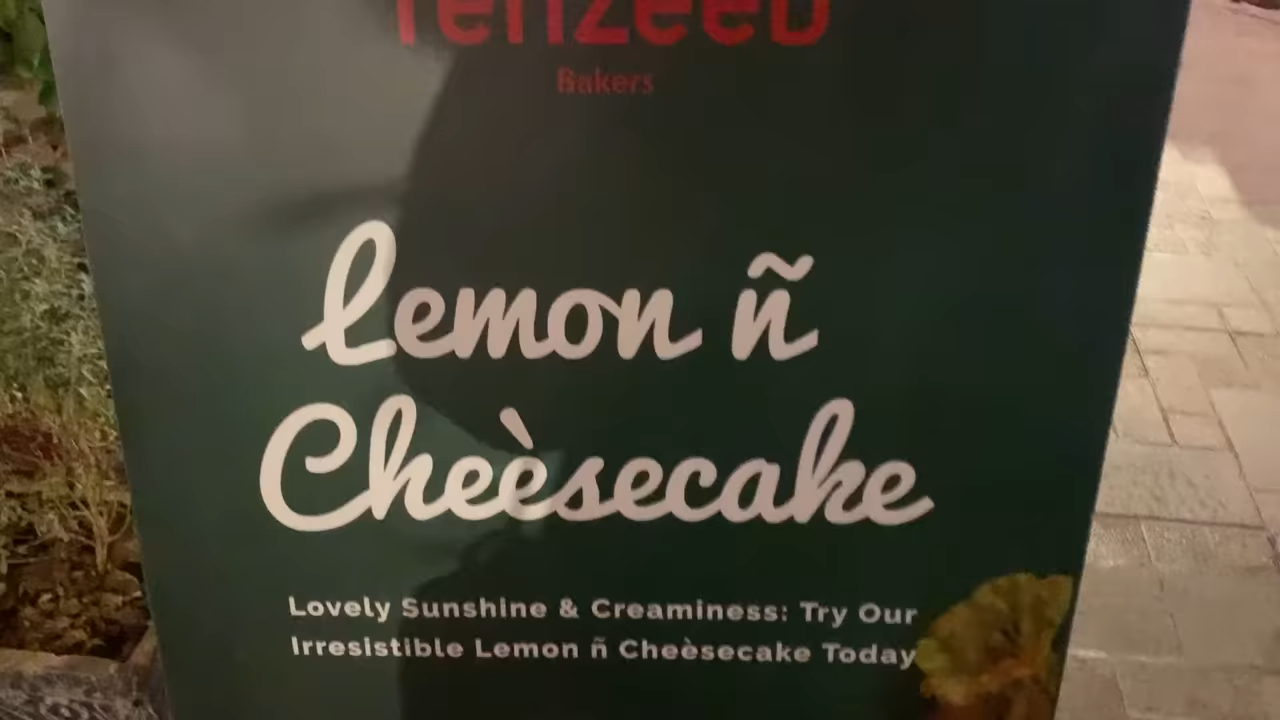 Tehzeeb
Bakers
Lemon ñ
Cheèsecake
Lovely Sunshine & Creaminess: Try Our
Irresistible Lemon ñ Cheèsecake Today